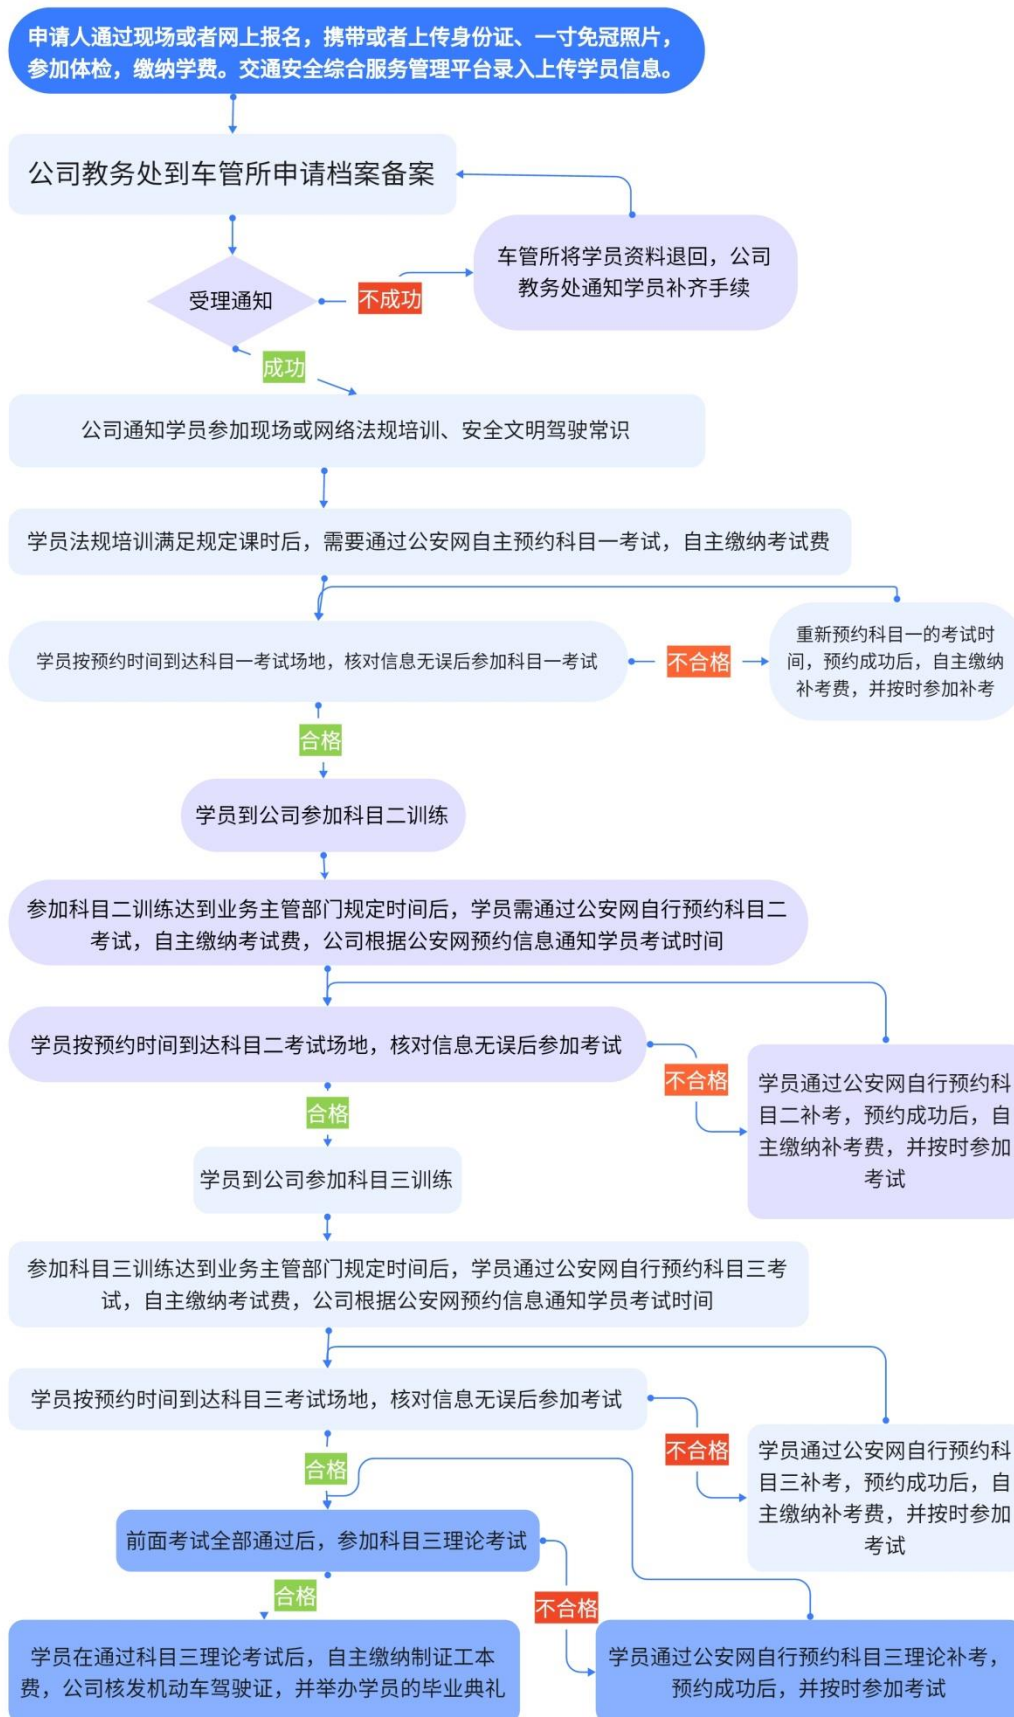 申请人通过现场或者网上报名，携带或者上传身份证、一寸免冠照片，
参加体检，缴纳学费。交通安全综合服务管理平台录入上传学员信息。
公司教务处到车管所申请档案备案
车管所将学员资料退回，公司
教务处通知学员补齐手续
受理通知
不成功
成功
公司通知学员参加现场或网络法规培训、安全文明驾驶常识
学员法规培训满足规定课时后，需要通过公安网自主预约科目一考试，自主缴纳考试费
学员按预约时间到达科目一考试场地，核对信息无误后参加科目一考试
不合格
重新预约科目一的考试时
间，预约成功后，自主缴纳
补考费，并按时参加补考
合格
学员到公司参加科目二训练
参加科目二训练达到业务主管部门规定时间后，学员需通过公安网自行预约科目二
考试，自主缴纳考试费，公司根据公安网预约信息通知学员考试时间
学员按预约时间到达科目二考试场地，核对信息无误后参加考试
不合格
学员通过公安网自行预约科
目二补考，预约成功后，自
主缴纳补考费，并按时参加
考试
合格
学员到公司参加科目三训练
参加科目三训练达到业务主管部门规定时间后，学员通过公安网自行预约科目三考
试，自主缴纳考试费，公司根据公安网预约信息通知学员考试时间
学员按预约时间到达科目三考试场地，核对信息无误后参加考试
不合格
学员通过公安网自行预约科
目三补考，预约成功后，自
主缴纳补考费，并按时参加
考试
合格
前面考试全部通过后，参加科目三理论考试
合格
不合格
学员在通过科目三理论考试后，自主缴纳制证工本
费，公司核发机动车驾驶证，并举办学员的毕业典礼
学员通过公安网自行预约科目三理论补考，
预约成功后，并按时参加考试